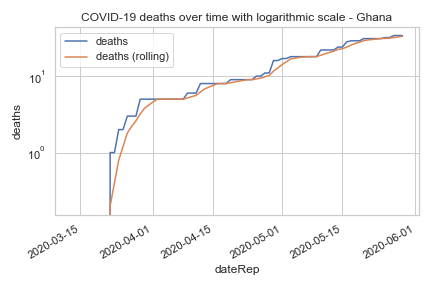 COVID-19 deaths over time with logarithmic scale - Ghana
deaths
deaths (rolling)
deaths
10¹
10⁰
2020-03-15
2020-04-01
2020-04-15
2020-05-01
2020-05-15
2020-06-01
dateRep